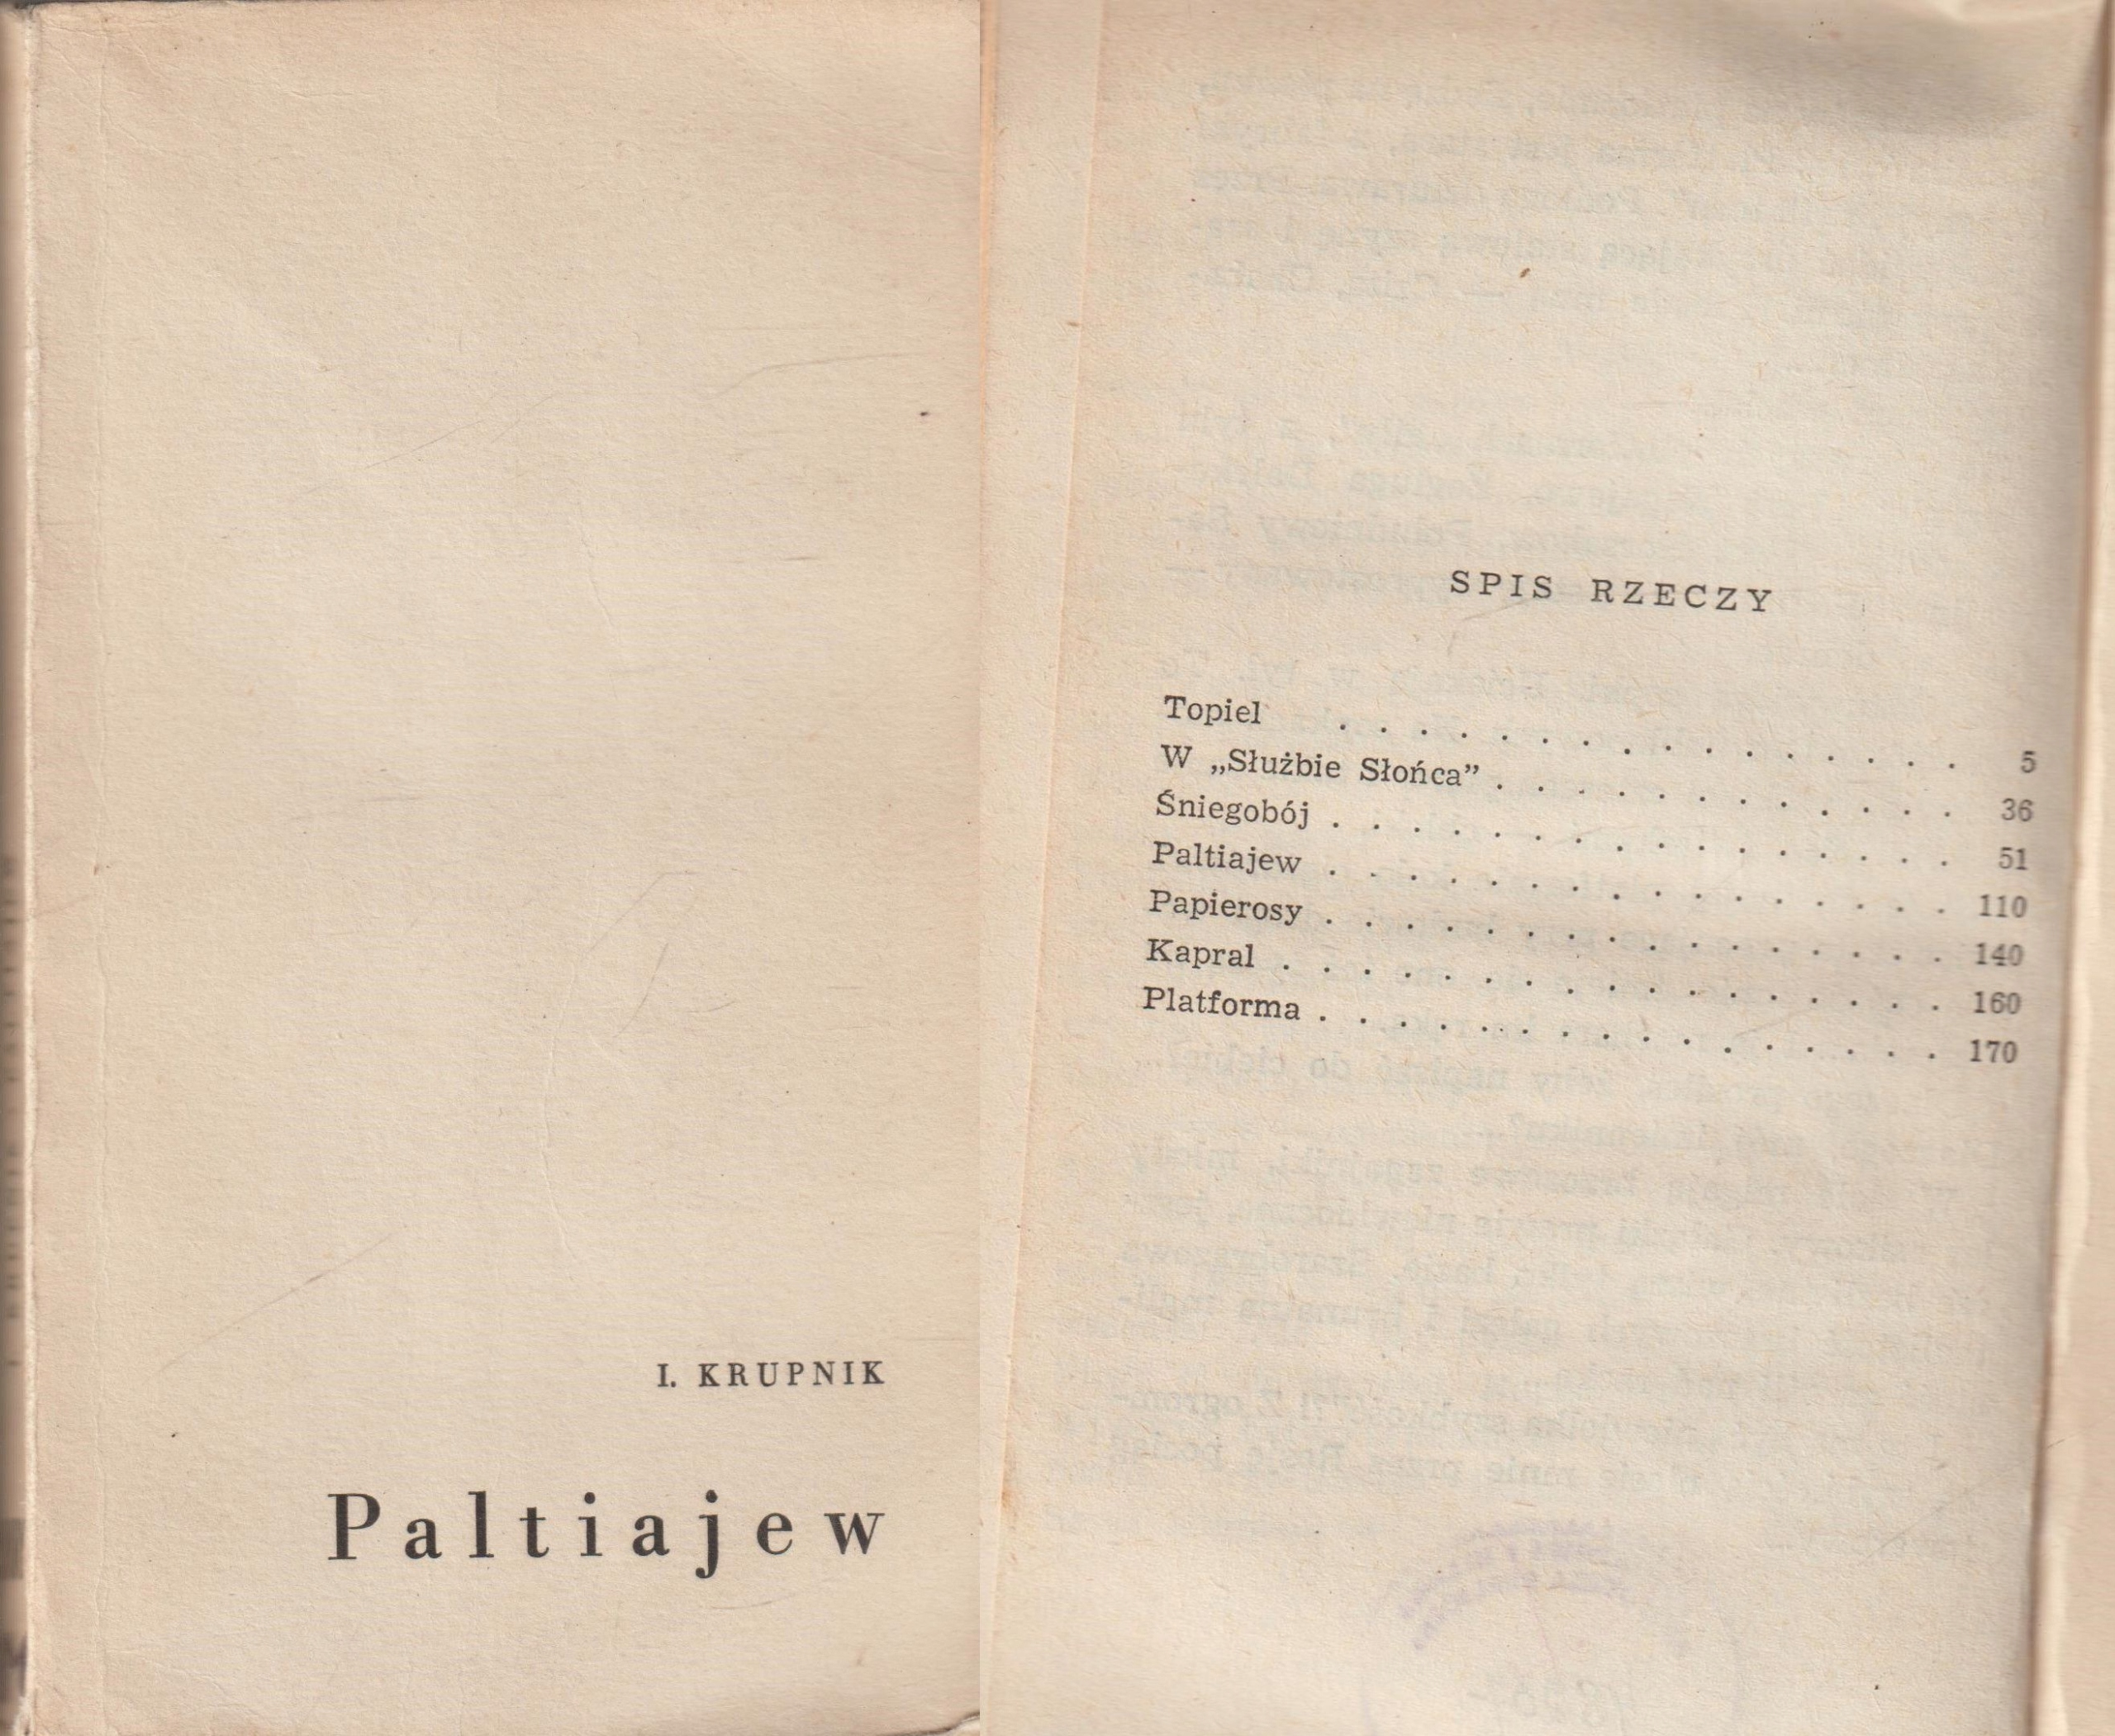 I. KRUPNIK
Paltiajew
SPIS RZECZY
Topiel . . . . . . . . . . . . . . . . 5
W „Służbie Słońca” . . . . . . . . . . . . 36
Śniegobój . . . . . . . . . . . . . . . . 51
Paltiajew . . . . . . . . . . . . . . . . 110
Papierosy . . . . . . . . . . . . . . . . 140
Kapral . . . . . . . . . . . . . . . . . 160
Platforma . . . . . . . . . . . . . . . . 170